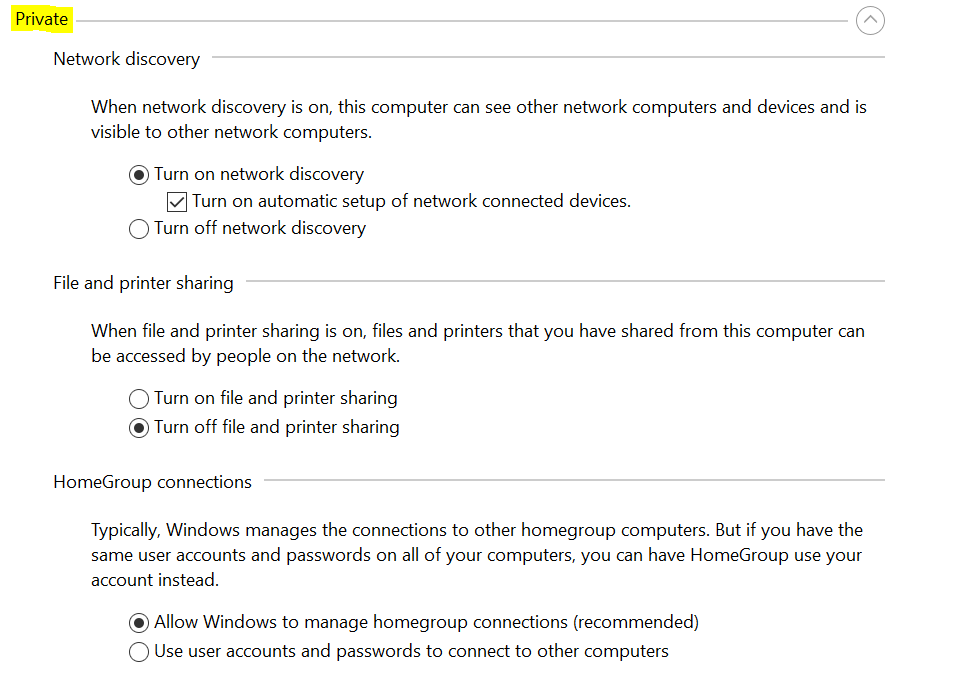 Private
Network discovery
When network discovery is on, this computer can see other network computers and devices and is
visible to other network computers.
Turn on network discovery
Turn on automatic setup of network connected devices.
Turn off network discovery
File and printer sharing
When file and printer sharing is on, files and printers that you have shared from this computer can
be accessed by people on the network.
Turn on file and printer sharing
Turn off file and printer sharing
HomeGroup connections
Typically, Windows manages the connections to other homegroup computers. But if you have the
same user accounts and passwords on all of your computers, you can have HomeGroup use your
account instead.
Allow Windows to manage homegroup connections (recommended)
Use user accounts and passwords to connect to other computers